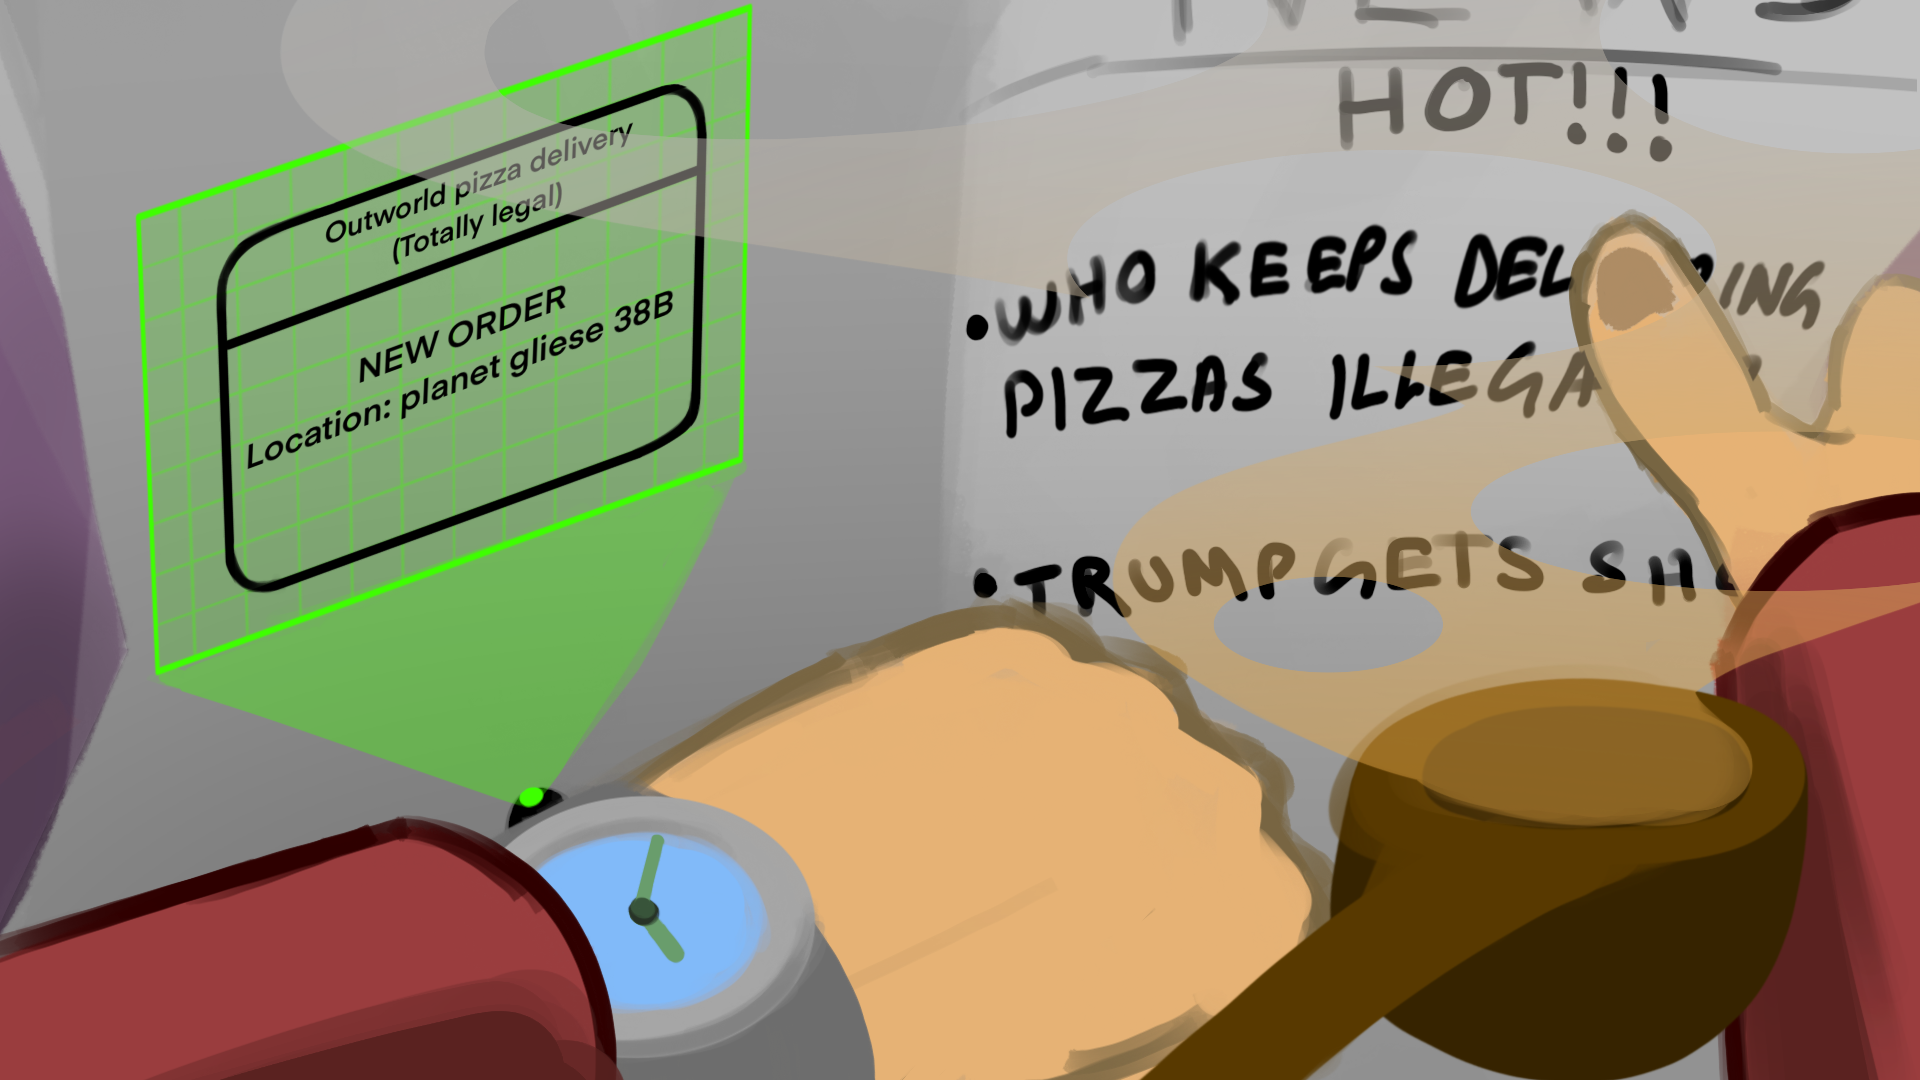 Outworld pizza delivery
(Totally legal)
NEW ORDER
Location: planet gliese 38B
HOT!!!
•WHO KEEPS
PIZZAS
•TRUMP GETS